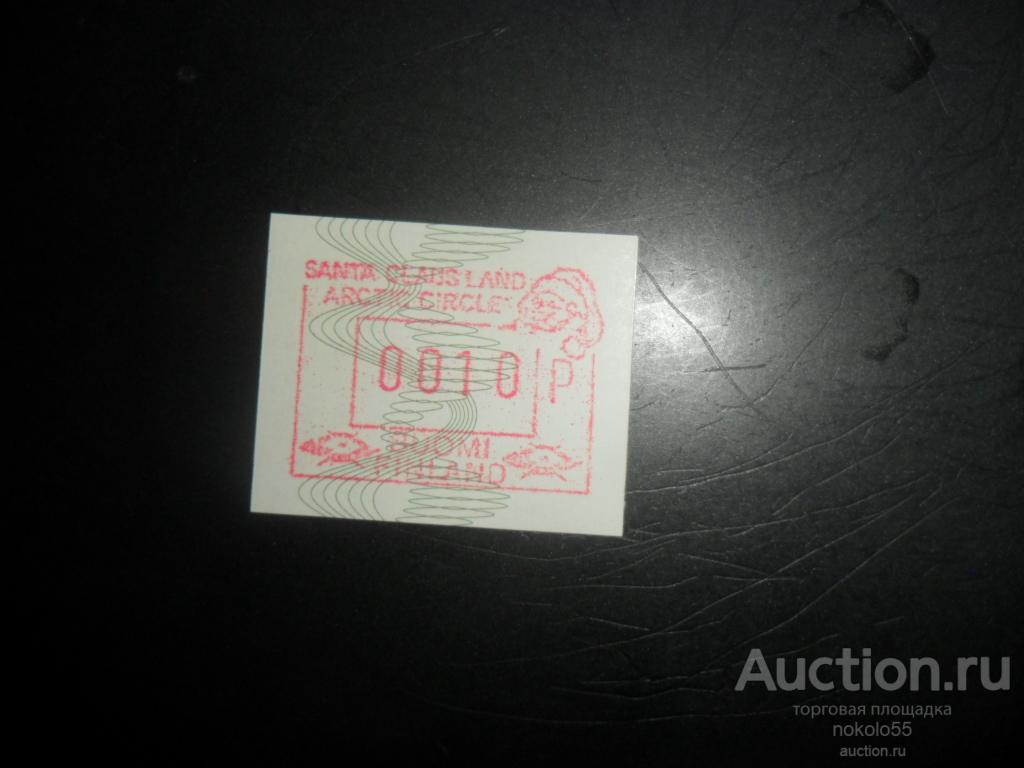 SANTA CLAUS LAND
ARCTIC CIRCLE
0010 P
SUOMI
FINLAND
Auction.ru
торговая площадка
nokolo55
auction.ru